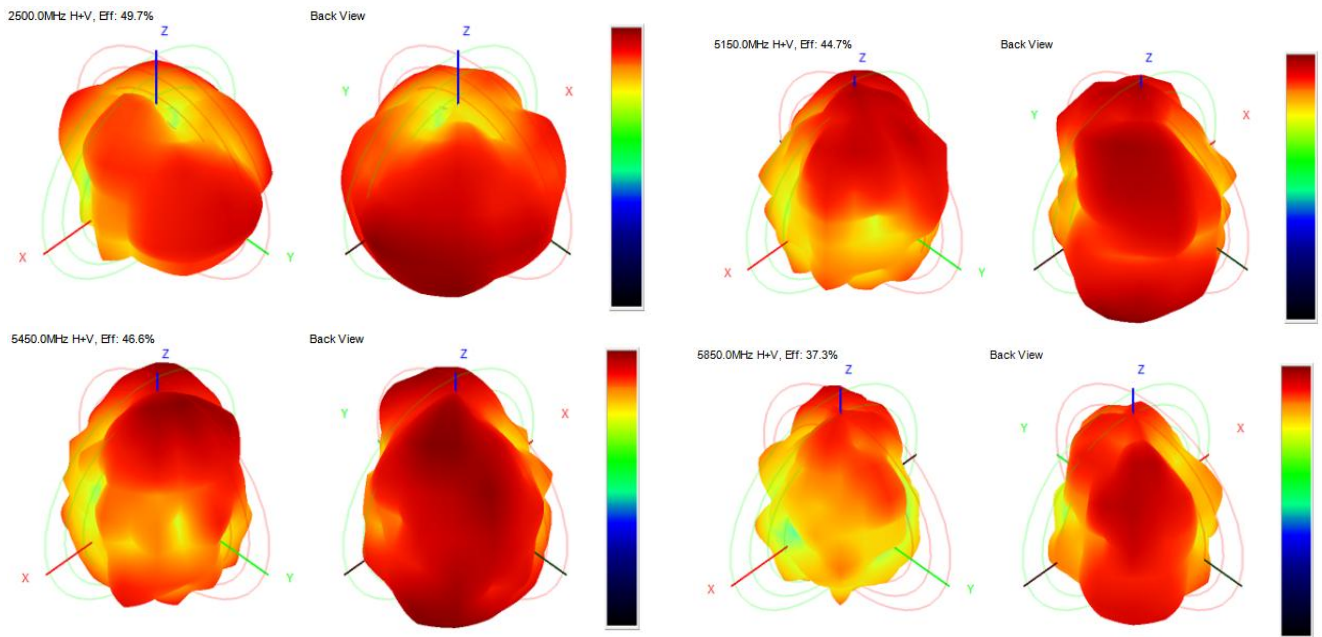 2500.0MHz H+V, Eff: 49.7%
Back View
Z
X
Y
Z
Y
X
5150.0MHz H+V, Eff: 44.7%
Back View
Z
X
Y
Z
Y
X
5450.0MHz H+V, Eff: 46.6%
Back View
Z
X
Y
Z
Y
X
5850.0MHz H+V, Eff: 37.3%
Back View
Z
X
Y
Z
Y
X